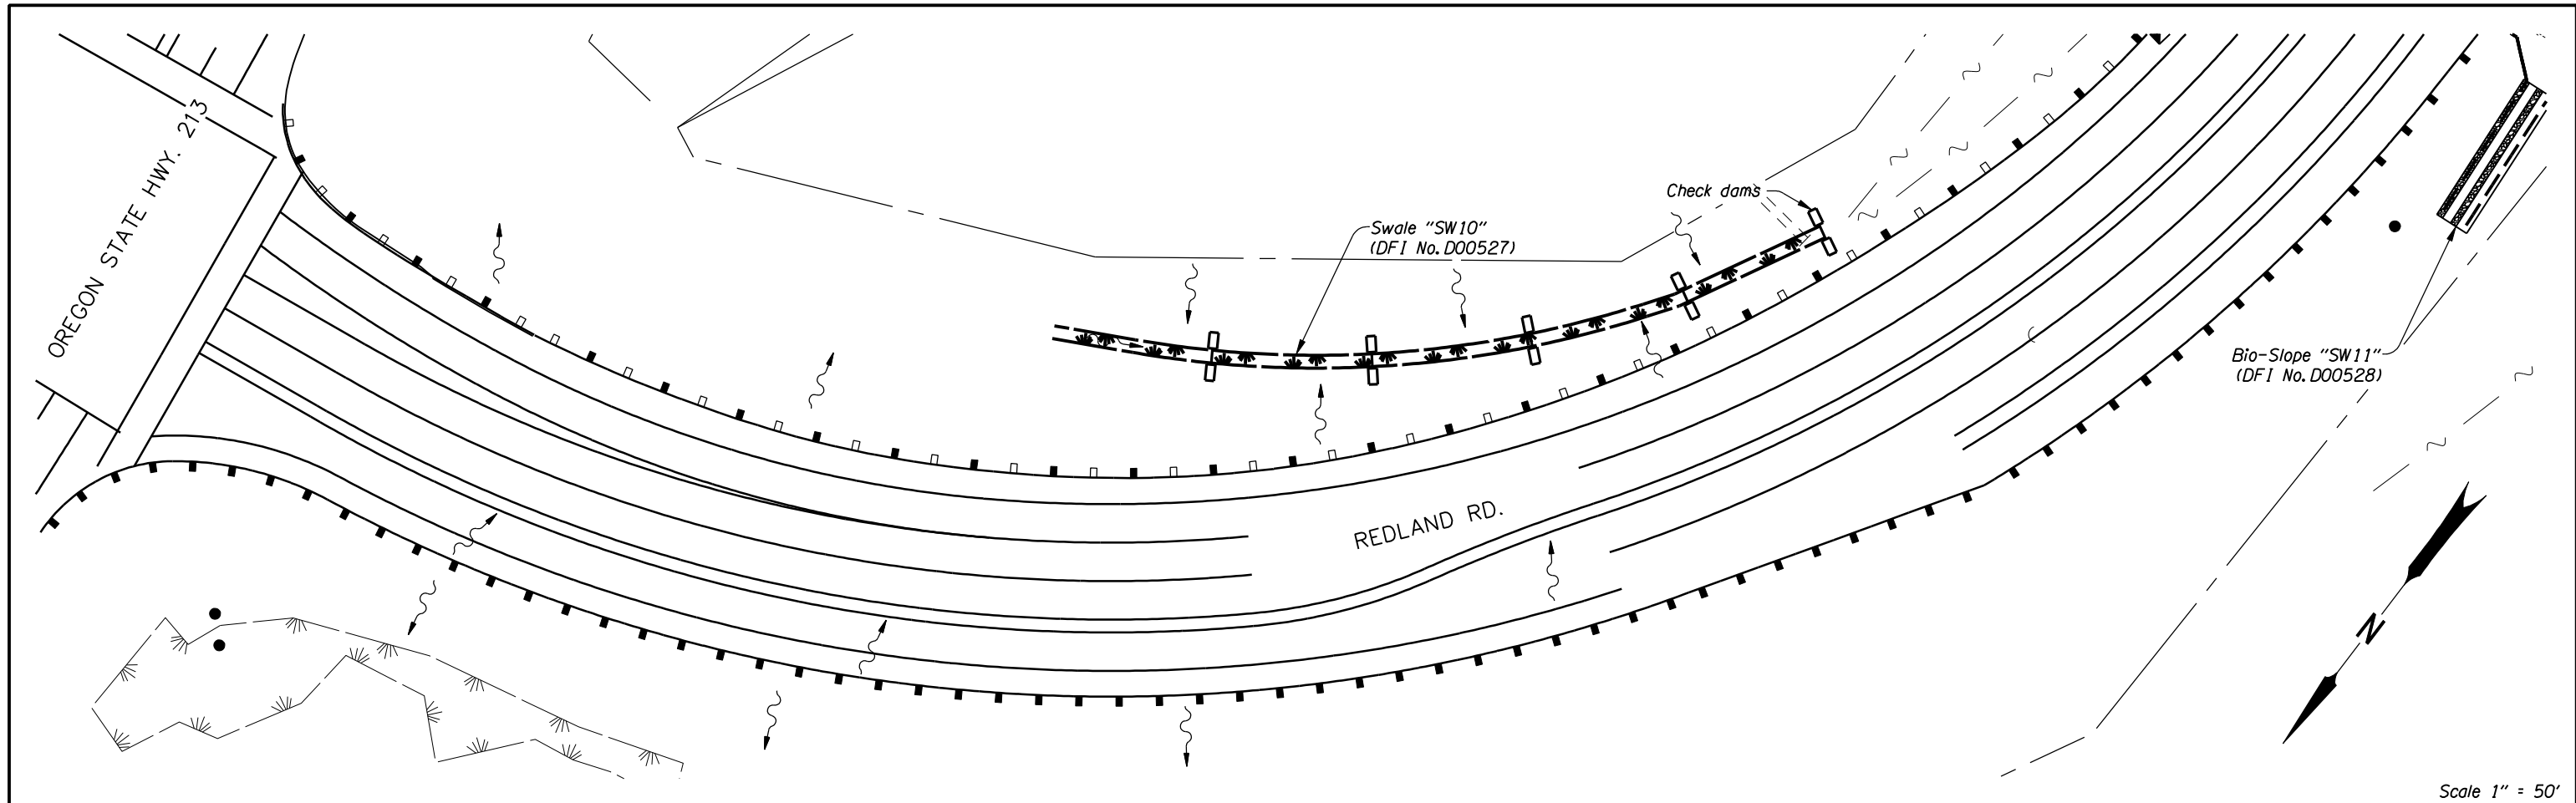 OREGON STATE HWY. 213
Check dams
Swale "SW10"
(DFI No. D00527)
REDLAND RD.
Bio-Slope "SW11"
(DFI No. D00528)
N
Scale 1" = 50'